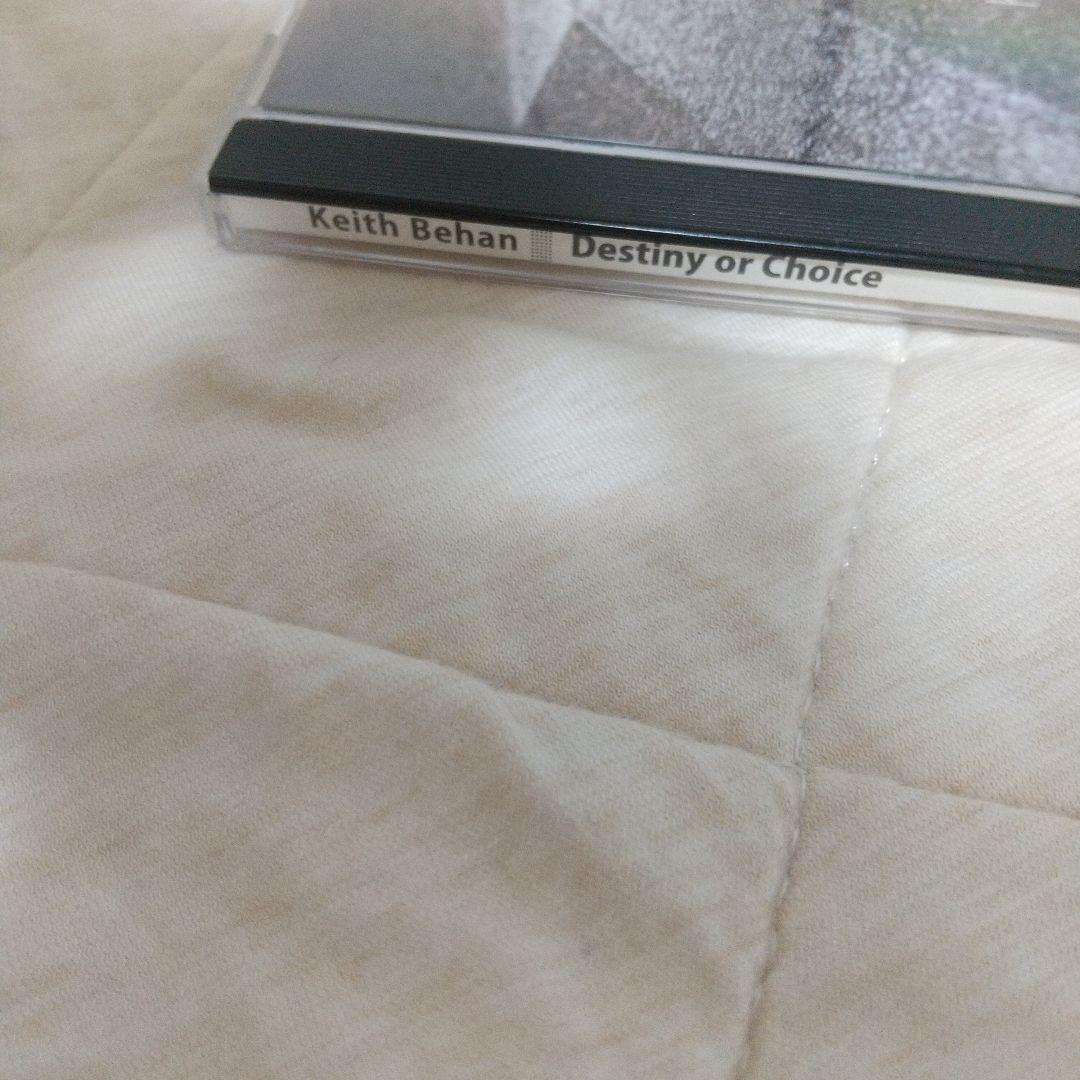 Keith Behan Destiny or Choice